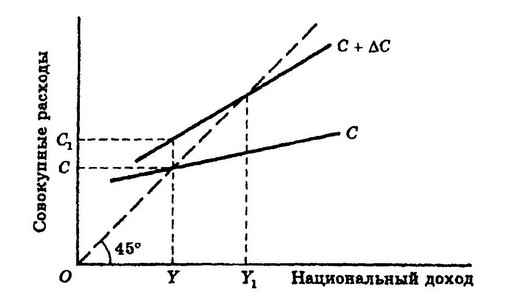 Совокупные расходы
C + ΔC
C₁
C
C
45°
O
Y
Y₁
Национальный доход